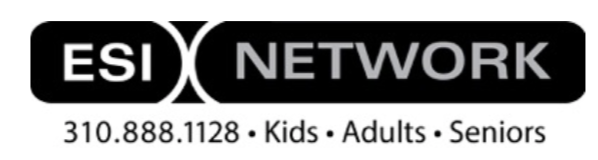 ESI NETWORK
310.888.1128 • Kids • Adults • Seniors